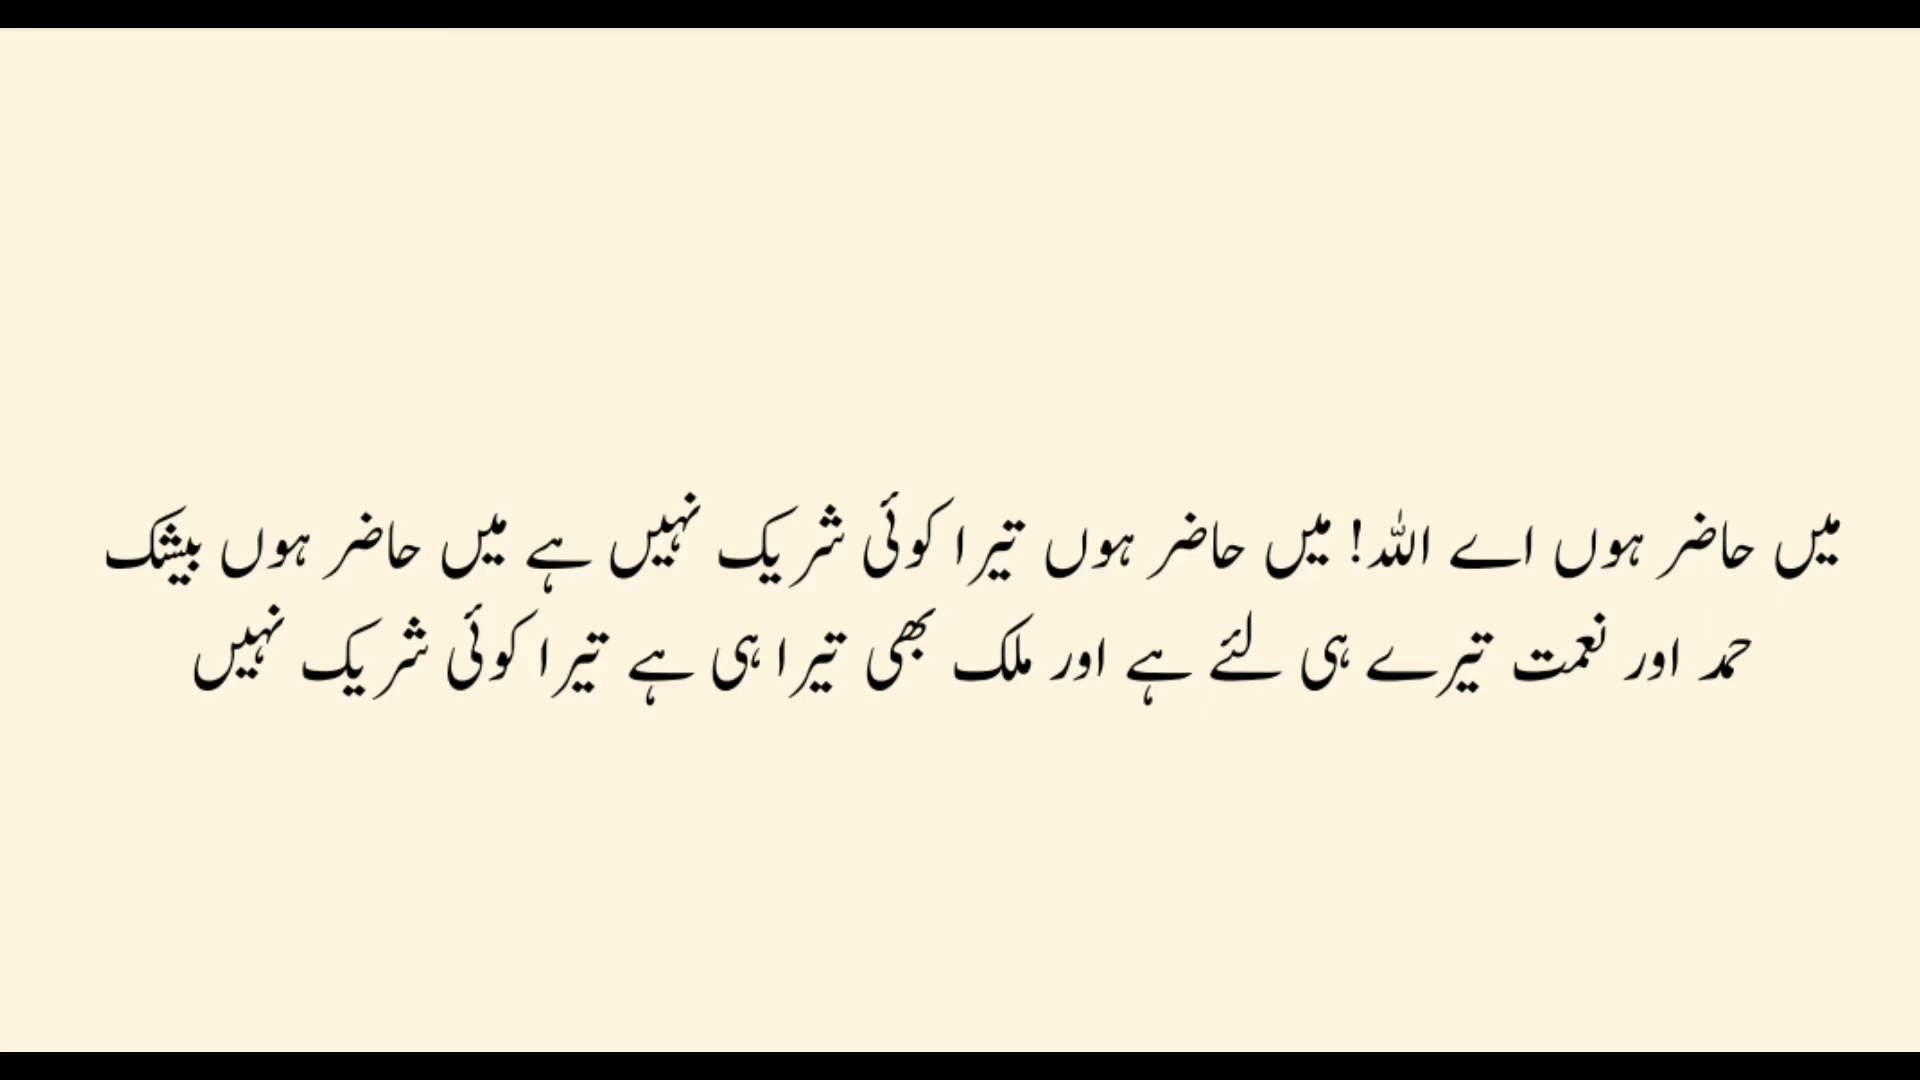 میں حاضر ہوں اے اللہ! میں حاضر ہوں تیرا کوئی شریک نہیں ہے میں حاضر ہوں بیشک
حمد اور نعمت تیرے ہی لئے ہے اور ملک بھی تیرا ہی ہے تیرا کوئی شریک نہیں